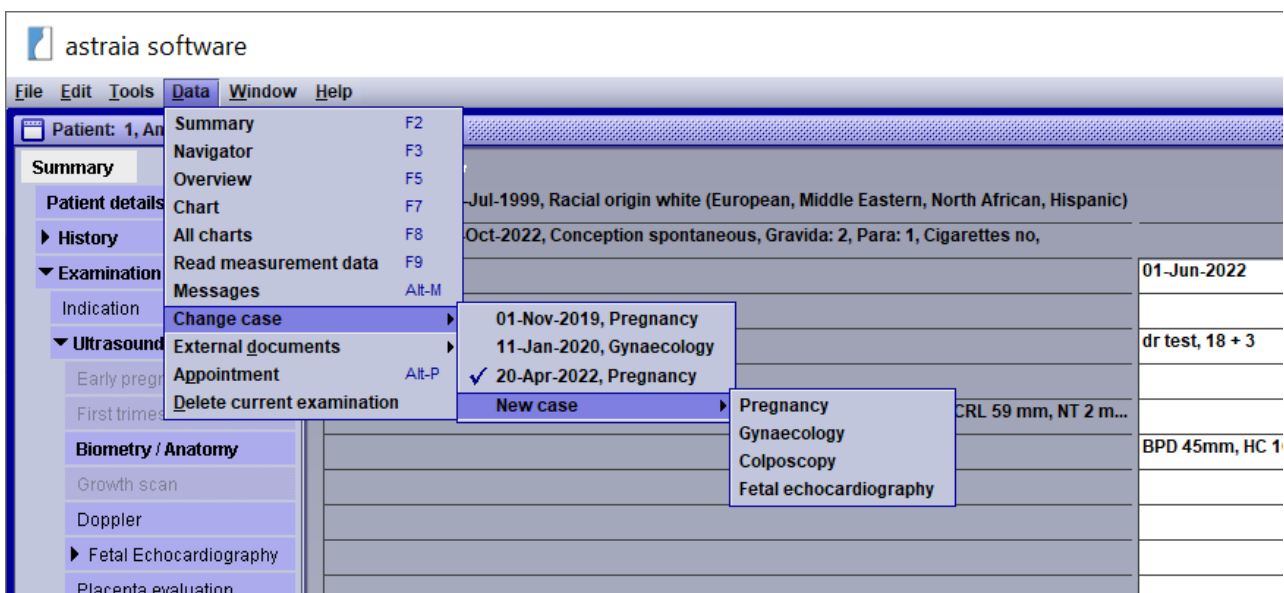 astraia software
File Edit Tools Data Window Help
Patient: 1, An
Summary
Patient details
History
Examination
Indication
Ultrasound
Early pregr
First trimes
Biometry / Anatomy
Growth scan
Doppler
Fetal Echocardiography
Placenta evaluation
Summary F2
Navigator F3
Overview F5
Chart F7
All charts F8
Read measurement data F9
Messages Alt-M
Change case
External documents
Appointment Alt-P
Delete current examination
01-Nov-2019, Pregnancy
11-Jan-2020, Gynaecology
✓ 20-Apr-2022, Pregnancy
New case
Pregnancy
Gynaecology
Colposcopy
Fetal echocardiography
-Jul-1999, Racial origin white (European, Middle Eastern, North African, Hispanic)
Oct-2022, Conception spontaneous, Gravida: 2, Para: 1, Cigarettes no,
CRL 59 mm, NT 2 m...
01-Jun-2022
dr test, 18 + 3
BPD 45mm, HC 1